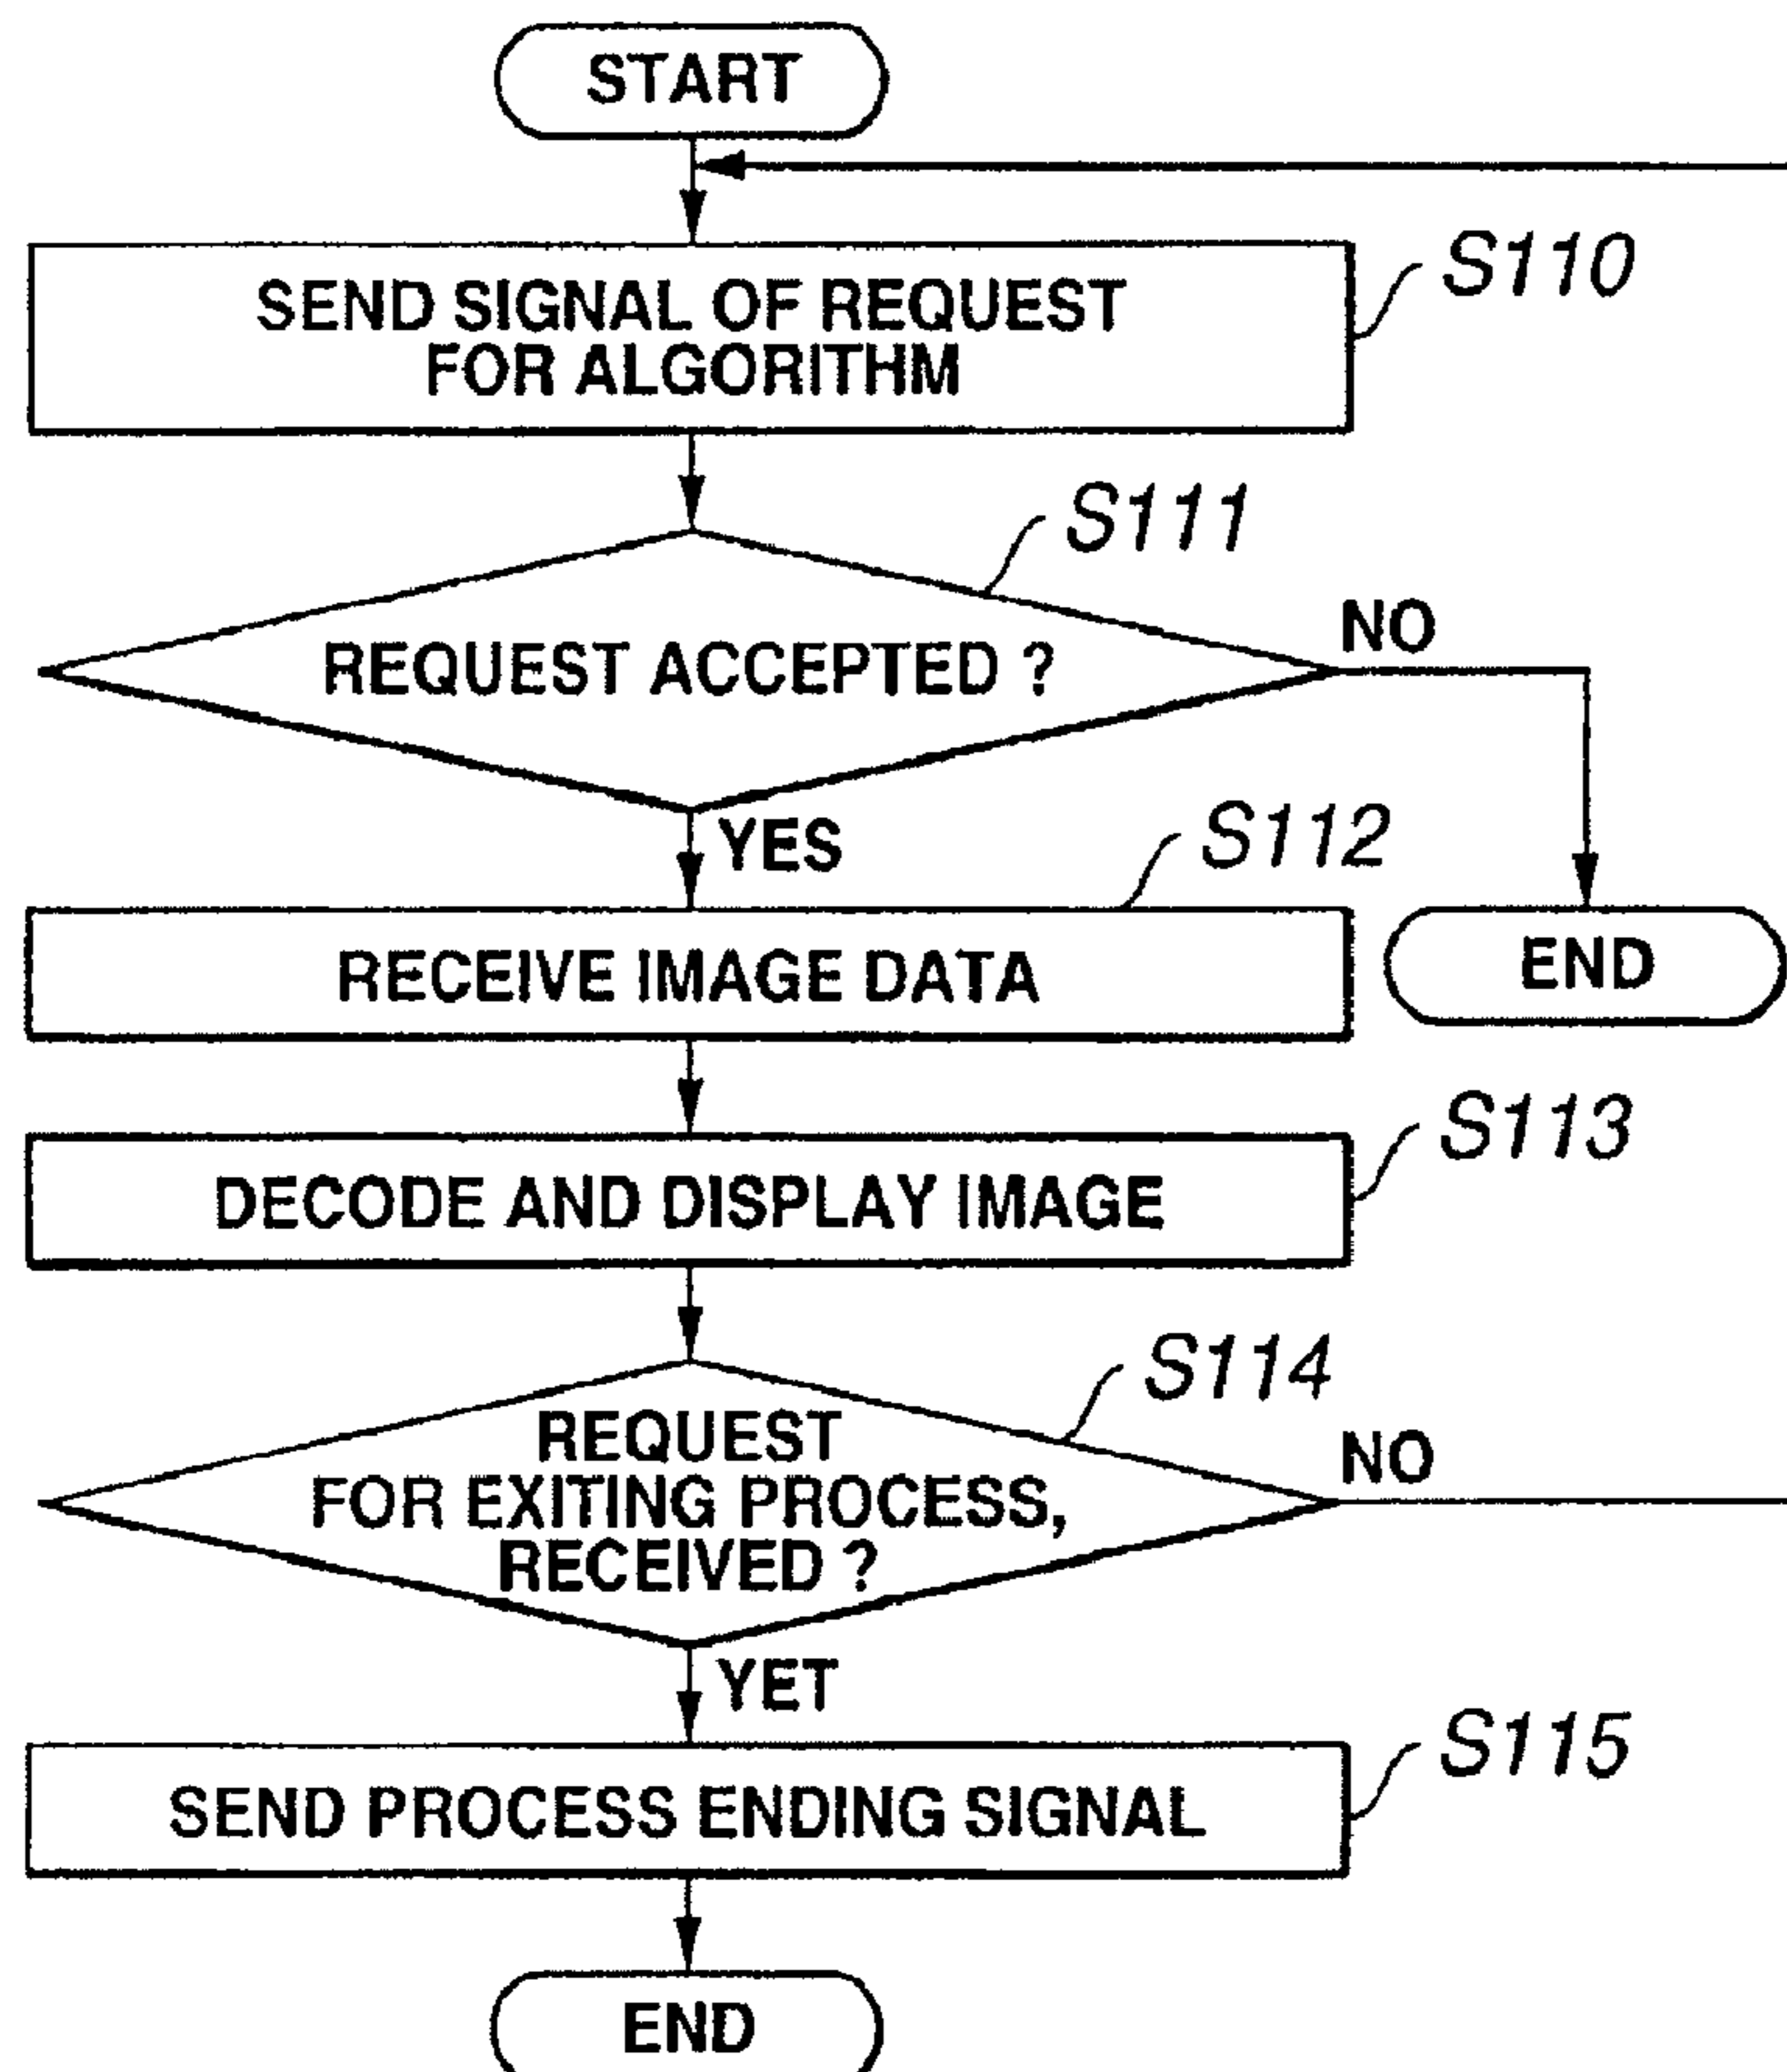 START
S110
SEND SIGNAL OF REQUEST
FOR ALGORITHM
S111
REQUEST ACCEPTED ?
NO
YES
S112
RECEIVE IMAGE DATA
END
S113
DECODE AND DISPLAY IMAGE
S114
REQUEST
FOR EXITING PROCESS,
RECEIVED ?
NO
YET
S115
SEND PROCESS ENDING SIGNAL
END